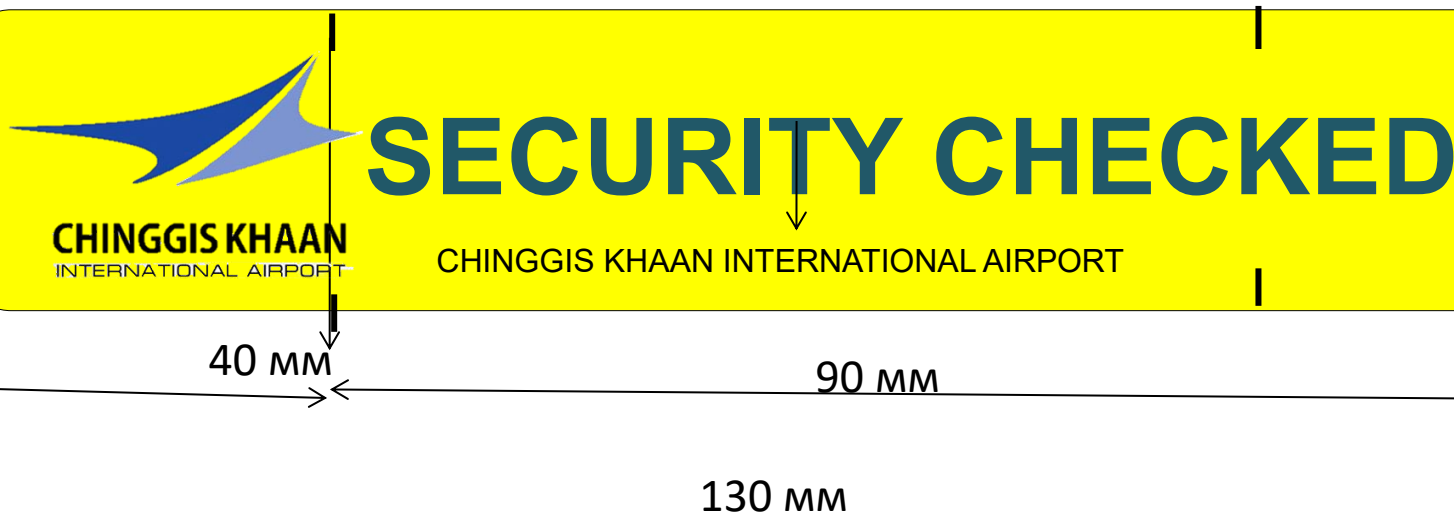 SECURITY CHECKED
CHINGGIS KHAAN
INTERNATIONAL AIRPORT
CHINGGIS KHAAN INTERNATIONAL AIRPORT
40 мм
90 мм
130 мм